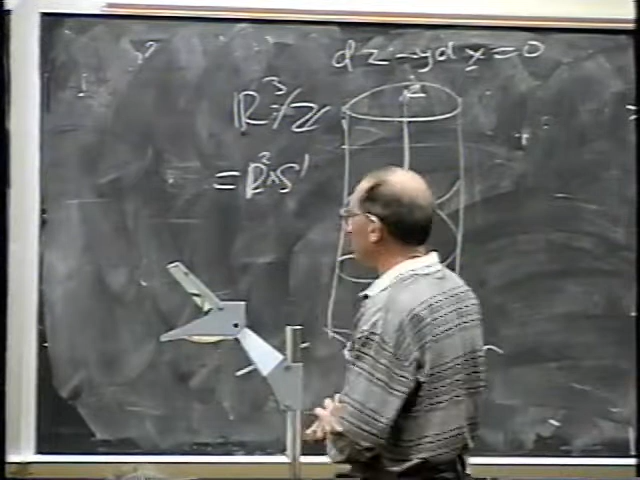 dz - ydx = 0
z
R³/Z
= R²×S¹